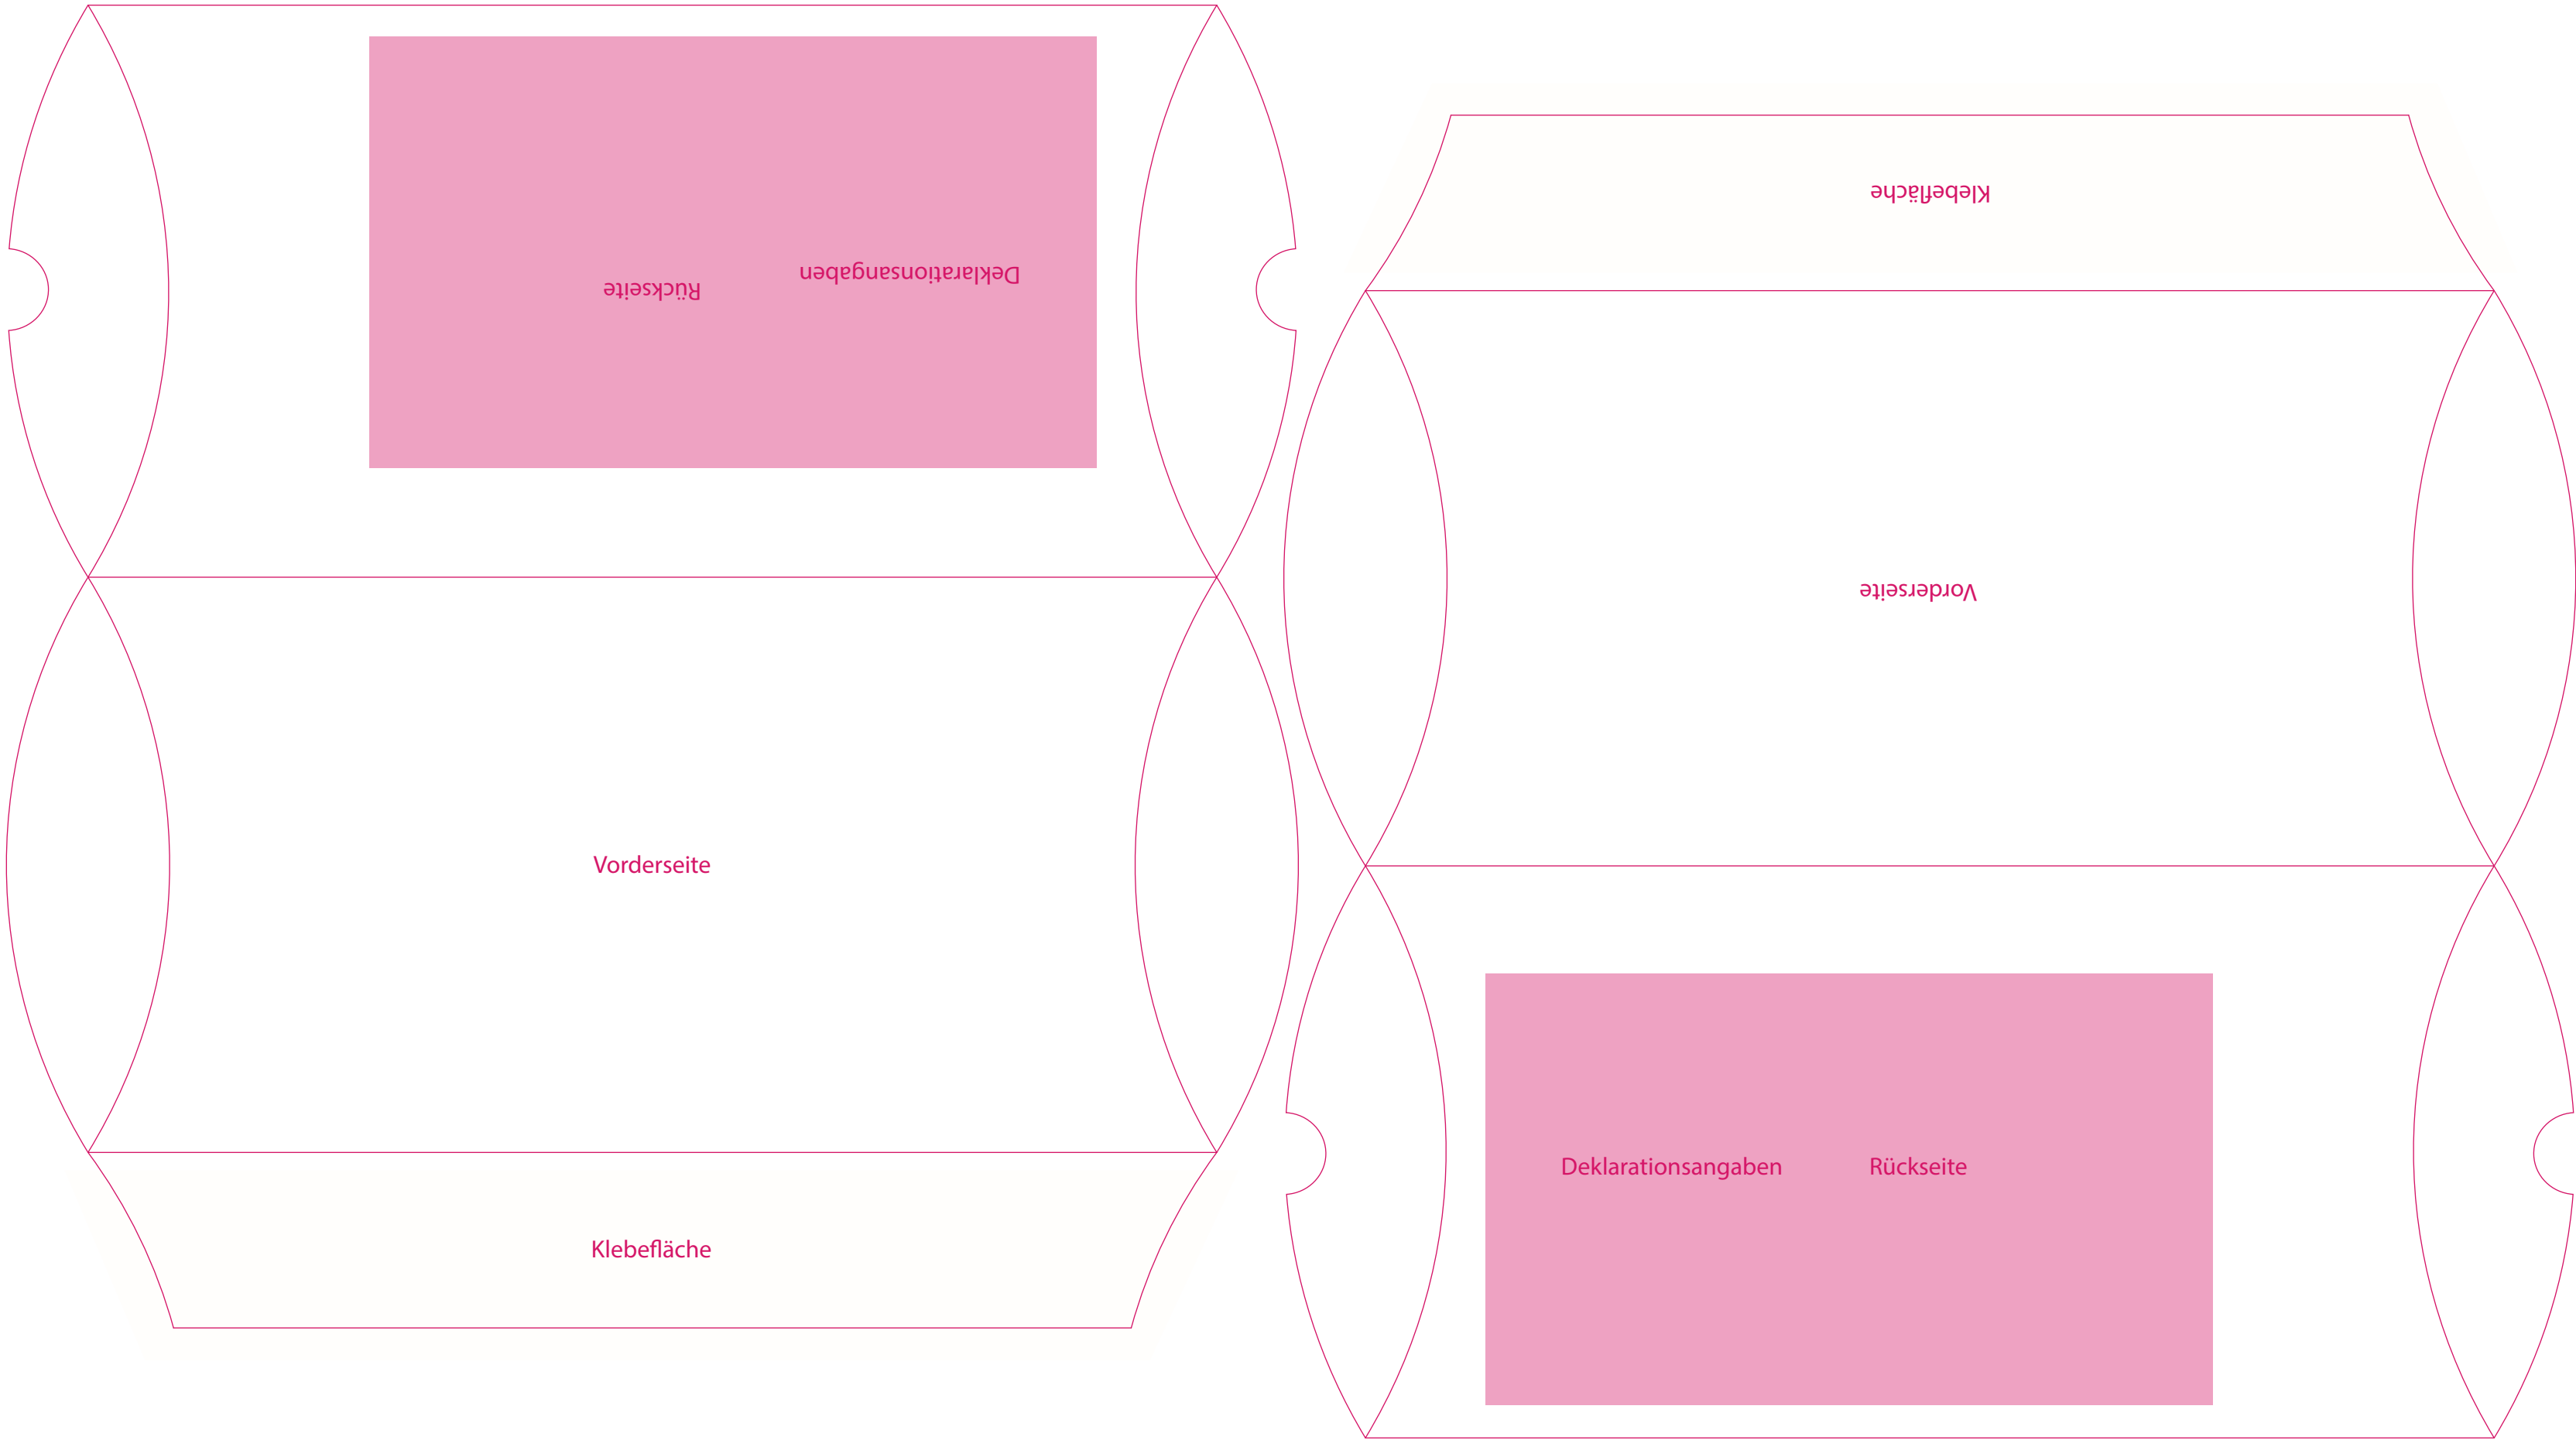 Deklarationsangaben
Rückseite
Vorderseite
Klebefläche
Klebefläche
Vorderseite
Deklarationsangaben Rückseite